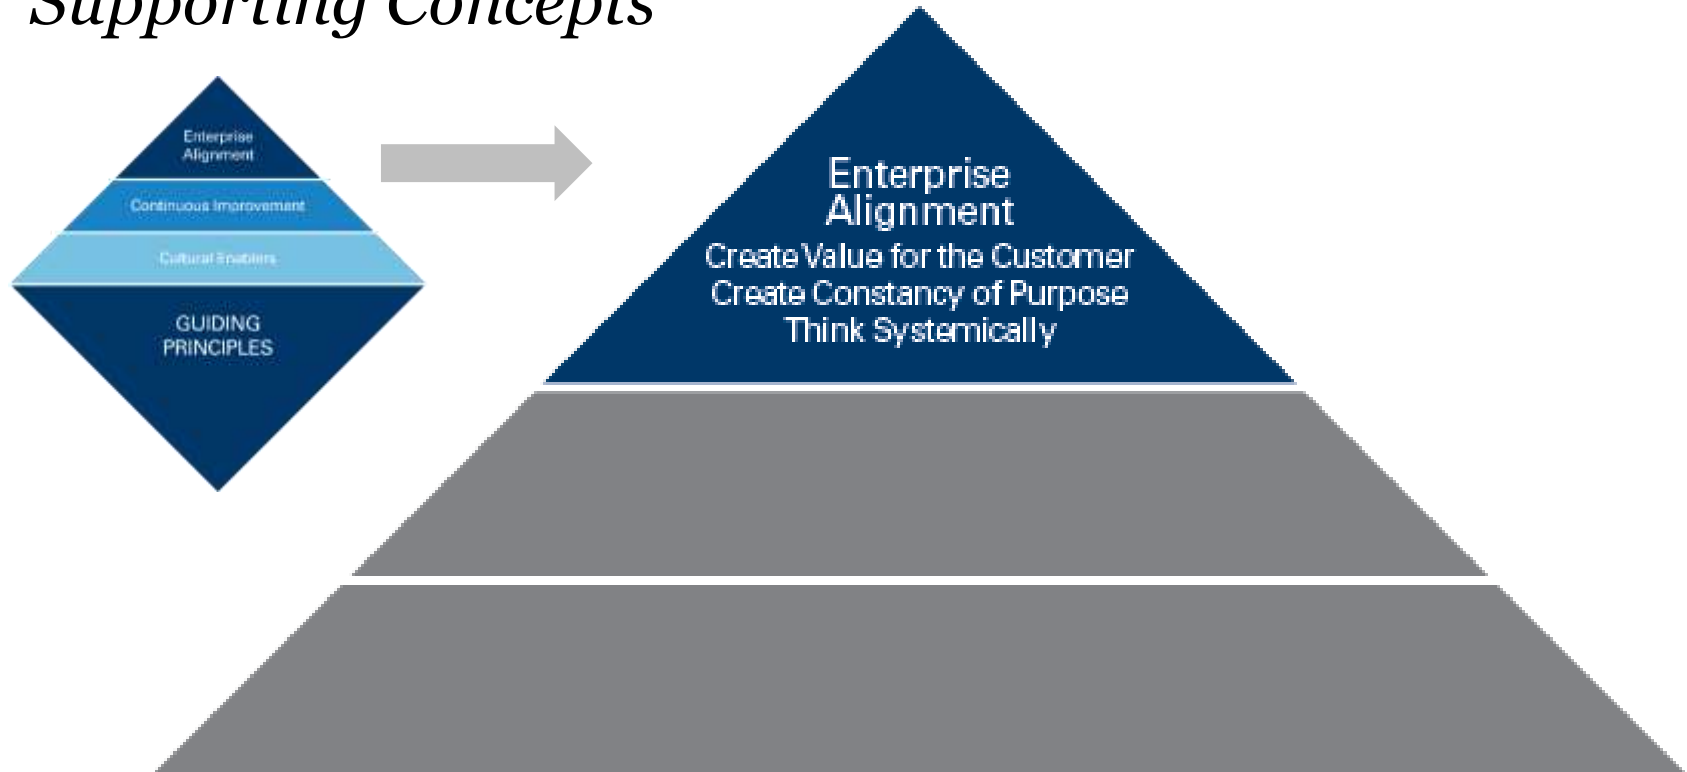 Supporting Concepts
Enterprise
Alignment
Continuous Improvement
Cultural Enablers
GUIDING
PRINCIPLES
Enterprise
Alignment
Create Value for the Customer
Create Constancy of Purpose
Think Systemically